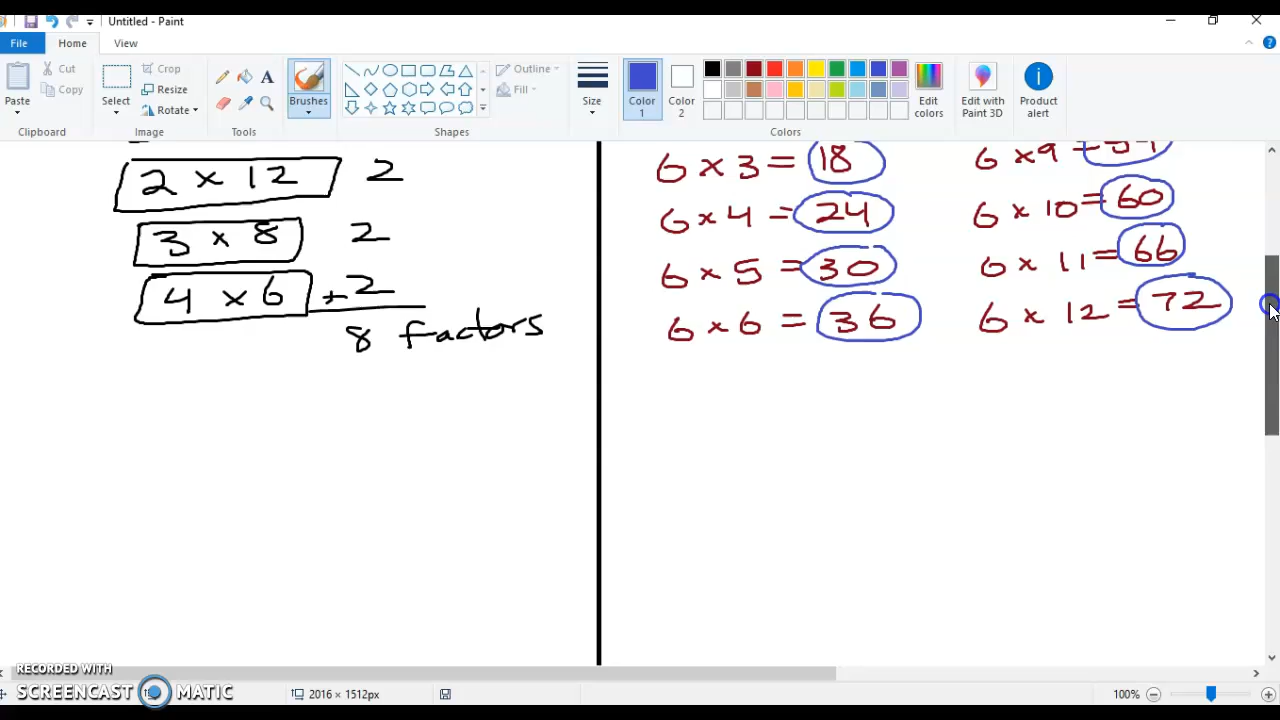 Untitled - Paint
File Home View
Paste
Cut
Copy
Clipboard
Select
Crop
Resize
Rotate
Image
Tools
Brushes
Shapes
Outline
Fill
Size
Color 1
Color 2
Colors
Edit colors
Edit with Paint 3D
Product alert
2 × 12 2
3 × 8 2
4 × 6 + 2
8 factors
6 × 3 = 18
6 × 4 = 24
6 × 5 = 30
6 × 6 = 36
6 × 9 = 54
6 × 10 = 60
6 × 11 = 66
6 × 12 = 72
RECORDED WITH
SCREENCAST MATIC
2016 × 1512px
100%